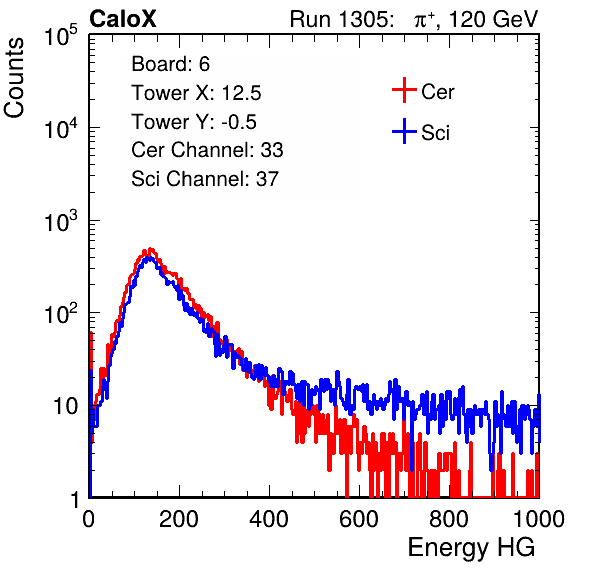 CaloX Run 1305: π⁺, 120 GeV
Counts
Board: 6
Tower X: 12.5
Tower Y: -0.5
Cer Channel: 33
Sci Channel: 37
Cer
Sci
10⁵
10⁴
10³
10²
10
1
0 200 400 600 800 1000
Energy HG